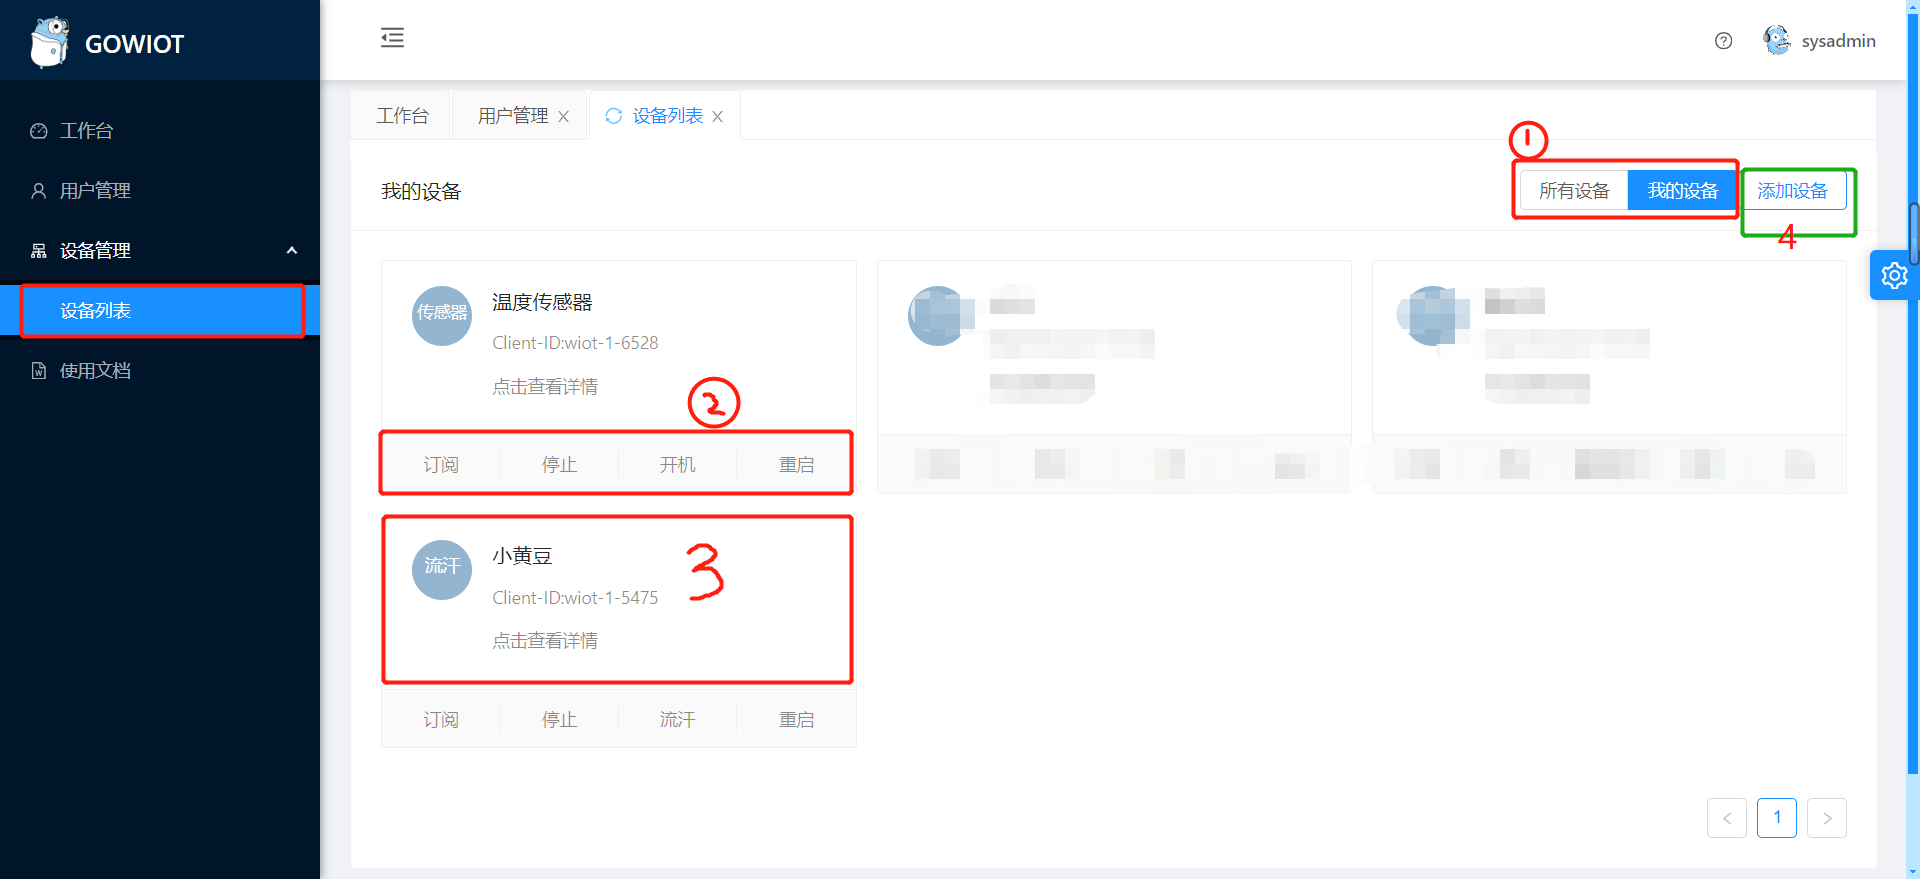 GOWIOT
sysadmin
工作台
用户管理
设备管理
设备列表
使用文档
工作台 用户管理 设备列表
1
我的设备
所有设备 我的设备 添加设备
4
传感器
温度传感器
Client-ID:wiot-1-6528
点击查看详情
2
订阅 停止 开机 重启
流汗
小黄豆
Client-ID:wiot-1-5475
点击查看详情
3
订阅 停止 流汗 重启
1